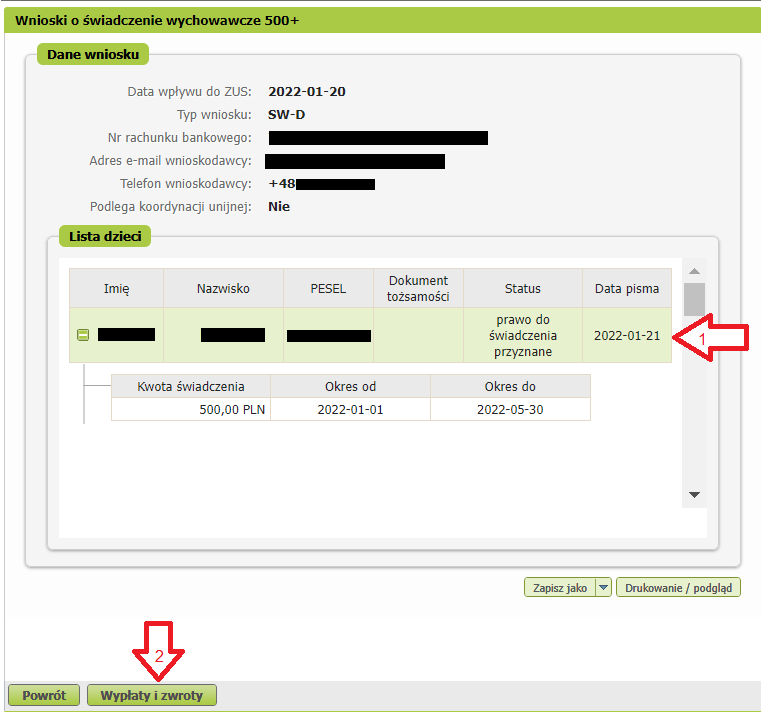 Wnioski o świadczenie wychowawcze 500+
Dane wniosku
Data wpływu do ZUS: 2022-01-20
Typ wniosku: SW-D
Nr rachunku bankowego:
Adres e-mail wnioskodawcy:
Telefon wnioskodawcy: +48
Podlega koordynacji unijnej: Nie
Lista dzieci
Imię Nazwisko PESEL Dokument tożsamości Status Data pisma
prawo do świadczenia przyznane 2022-01-21
1
Kwota świadczenia Okres od Okres do
500,00 PLN 2022-01-01 2022-05-30
Zapisz jako Drukowanie / podgląd
2
Powrót Wypłaty i zwroty